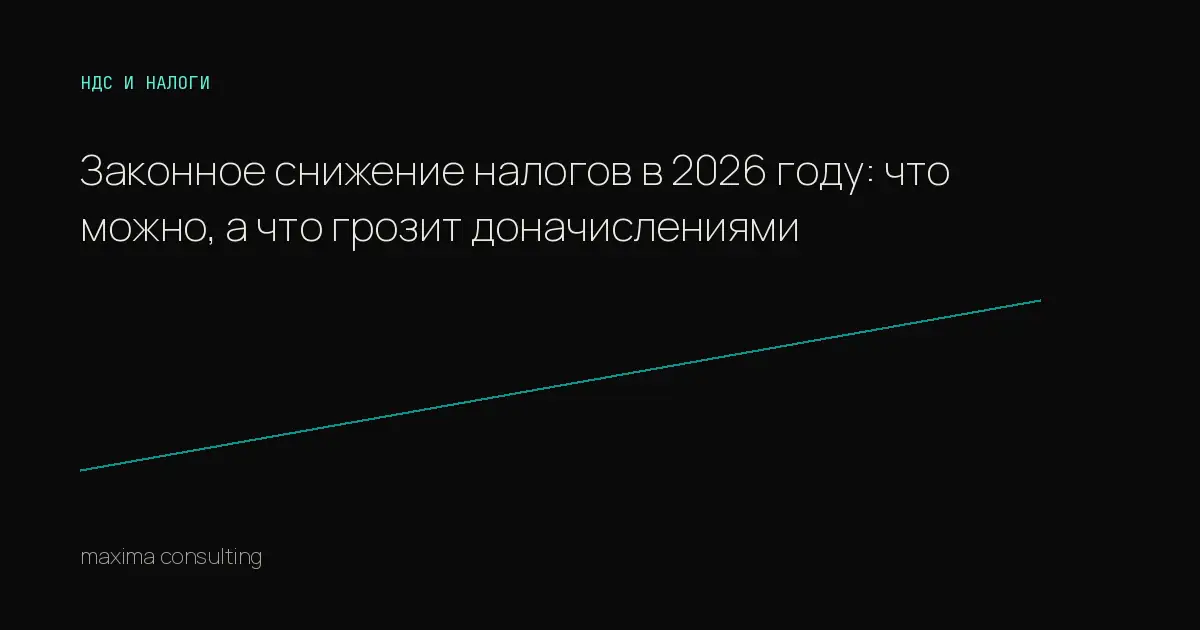 НДС И НАЛОГИ
Законное снижение налогов в 2026 году: что
можно, а что грозит доначислениями
maxima consulting